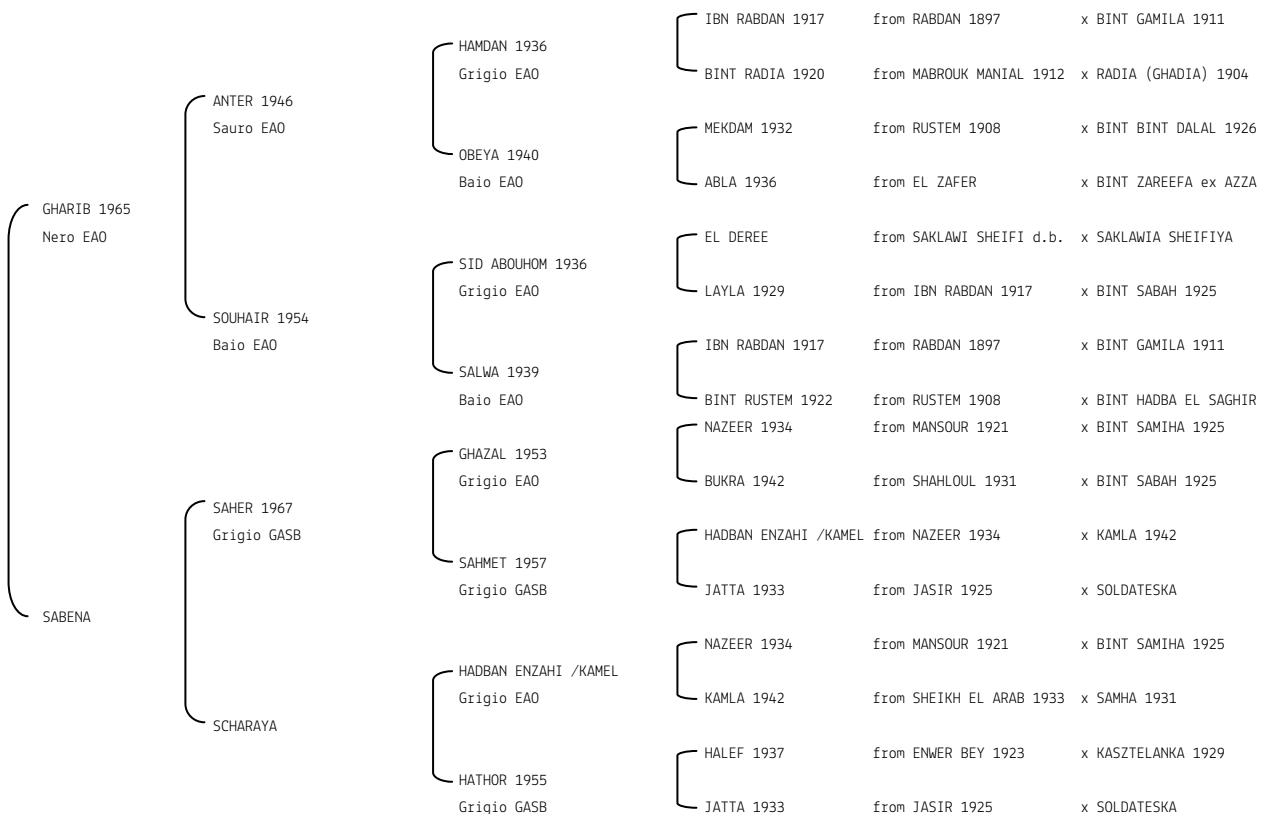 IBN RABDAN 1917 from RABDAN 1897 x BINT GAMILA 1911
HAMDAN 1936
Grigio EAO BINT RADIA 1920 from MABROUK MANIAL 1912 x RADIA (GHADIA) 1904
ANTER 1946
Sauro EAO MEKDAM 1932 from RUSTEM 1908 x BINT BINT DALAL 1926
OBEYA 1940
Baio EAO ABLA 1936 from EL ZAFER x BINT ZAREEFA ex AZZA
GHARIB 1965
Nero EAO EL DEREE from SAKLAWI SHEIFI d.b. x SAKLAWIA SHEIFIYA
SID ABOUHOM 1936
Grigio EAO LAYLA 1929 from IBN RABDAN 1917 x BINT SABAH 1925
SOUHAIR 1954
Baio EAO IBN RABDAN 1917 from RABDAN 1897 x BINT GAMILA 1911
SALWA 1939
Baio EAO BINT RUSTEM 1922 from RUSTEM 1908 x BINT HADBA EL SAGHIR
NAZEER 1934 from MANSOUR 1921 x BINT SAMIHA 1925
GHAZAL 1953
Grigio EAO BUKRA 1942 from SHAHLOUL 1931 x BINT SABAH 1925
SAHER 1967
Grigio GASB HADBAN ENZAHI /KAMEL from NAZEER 1934 x KAMLA 1942
SAHMET 1957
Grigio GASB JATTA 1933 from JASIR 1925 x SOLDATESKA
SABENA
NAZEER 1934 from MANSOUR 1921 x BINT SAMIHA 1925
HADBAN ENZAHI /KAMEL
Grigio EAO KAMLA 1942 from SHEIKH EL ARAB 1933 x SAMHA 1931
SCHARAYA
HALEF 1937 from ENWER BEY 1923 x KASZTELANKA 1929
HATHOR 1955
Grigio GASB JATTA 1933 from JASIR 1925 x SOLDATESKA